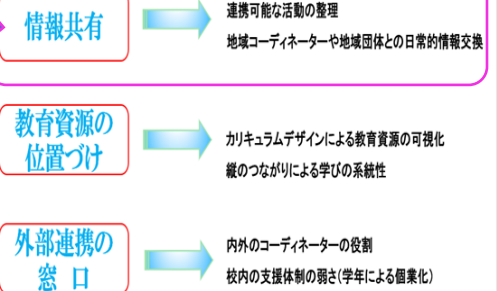 情報共有
連携可能な活動の整理
地域コーディネーターや地域団体との日常的情報交換
教育資源の
位置づけ
カリキュラムデザインによる教育資源の可視化
縦のつながりによる学びの系統性
外部連携の
窓 口
内外のコーディネーターの役割
校内の支援体制の弱さ(学年による個業化)